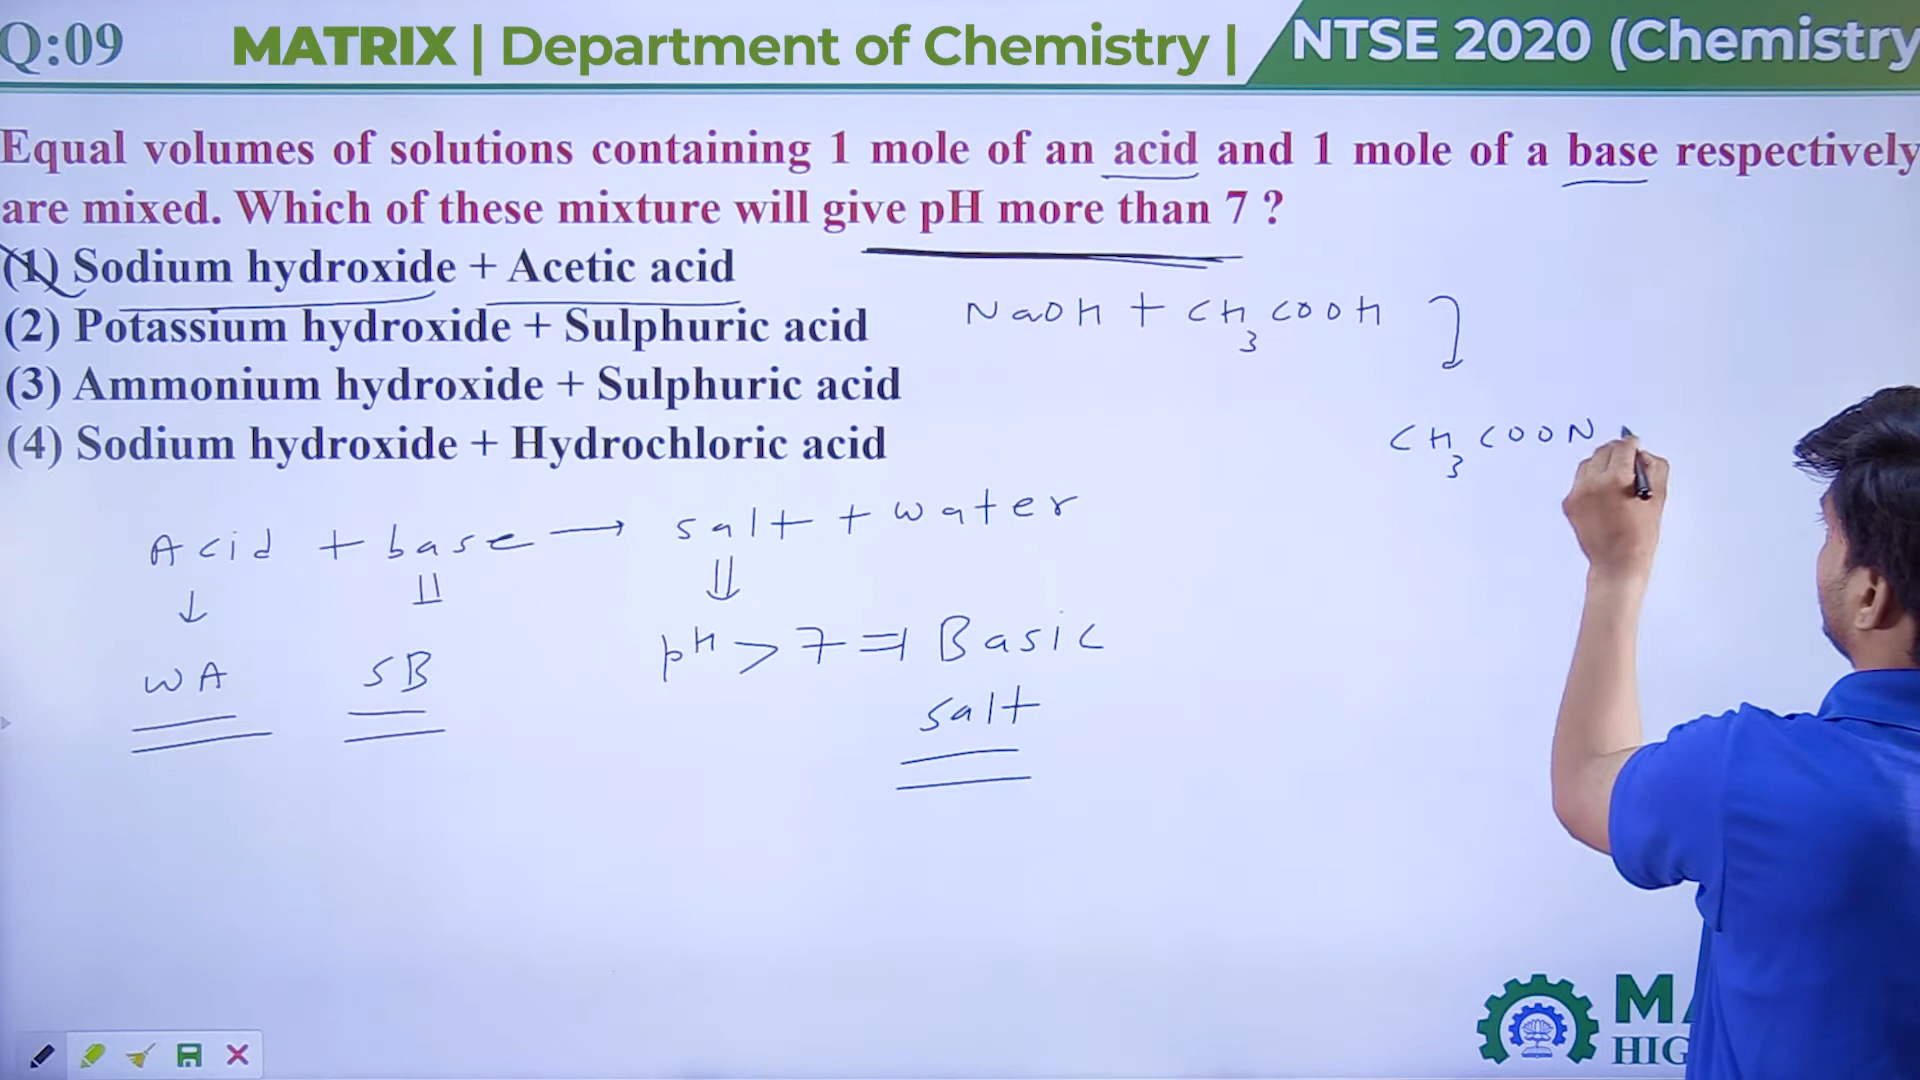 Q:09 MATRIX | Department of Chemistry | NTSE 2020 (Chemistry
Equal volumes of solutions containing 1 mole of an acid and 1 mole of a base respectively
are mixed. Which of these mixture will give pH more than 7 ?
(1) Sodium hydroxide + Acetic acid
(2) Potassium hydroxide + Sulphuric acid
(3) Ammonium hydroxide + Sulphuric acid
(4) Sodium hydroxide + Hydrochloric acid
NaOH + CH3COOH
CH3COON
Acid + base → salt + water
WA SB
pH > 7 ⇒ Basic
salt
MA
HIG